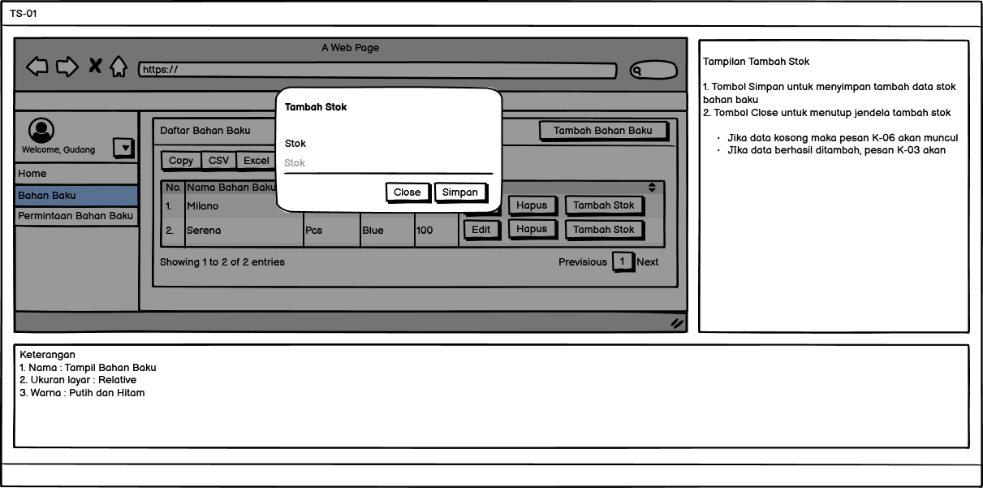 TS-01
A Web Page
https://
Tambah Stok
Stok
Stok
Close Simpan
Welcome, Gudang
Home
Bahan Baku
Permintaan Bahan Baku
Daftar Bahan Baku Tambah Bahan Baku
Copy CSV Excel
No. Nama Bahan Baku
1. Milano Hapus Tambah Stok
2. Serena Pcs Blue 100 Edit Hapus Tambah Stok
Showing 1 to 2 of 2 entries Previsious 1 Next
Tampilan Tambah Stok
1. Tombol Simpan untuk menyimpan tambah data stok
bahan baku
2. Tombol Close untuk menutup jendela tambah stok
• Jika data kosong maka pesan K-06 akan muncul
• JIka data berhasil ditambah, pesan K-03 akan
Keterangan
1. Nama : Tampil Bahan Baku
2. Ukuran layar : Relative
3. Warna : Putih dan Hitam